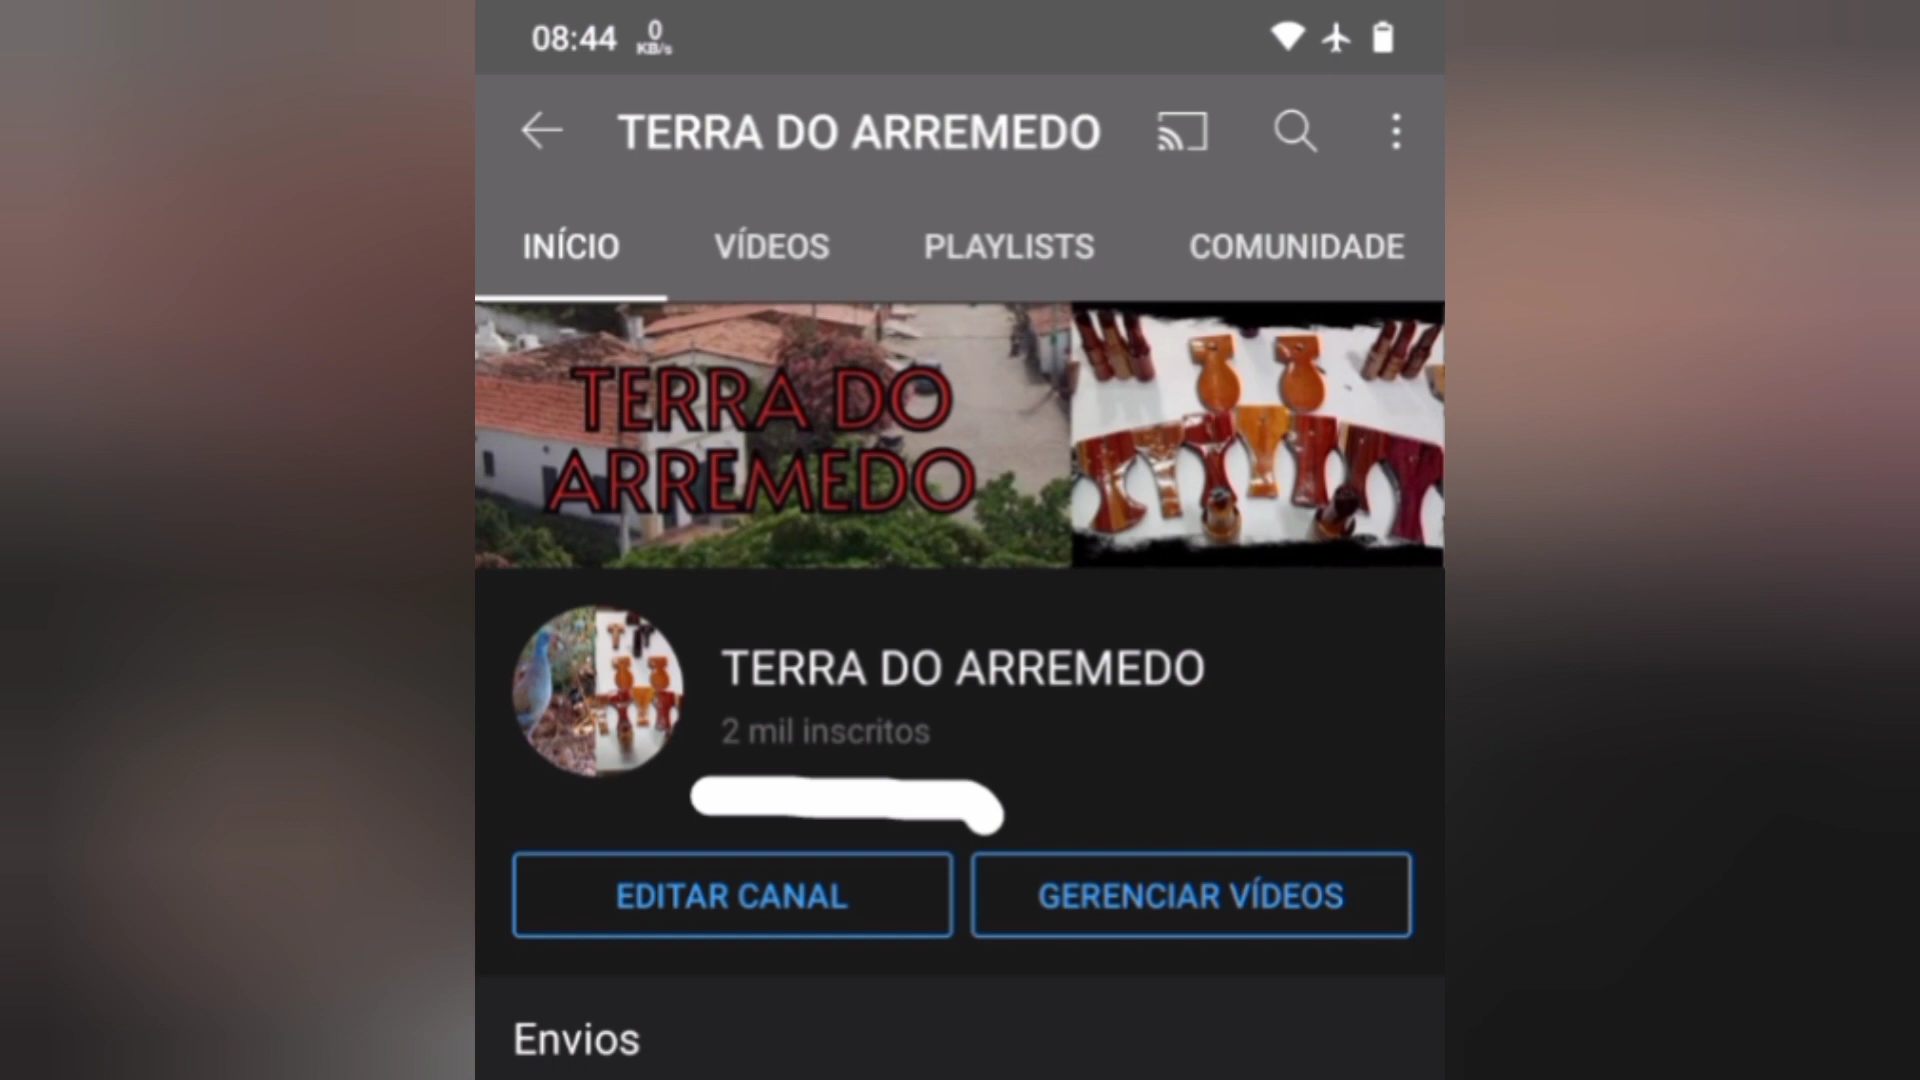 08:44 0 KB/s
TERRA DO ARREMEDO
INÍCIO VÍDEOS PLAYLISTS COMUNIDADE
TERRA DO
ARREMEDO
TERRA DO ARREMEDO
2 mil inscritos
EDITAR CANAL GERENCIAR VÍDEOS
Envios